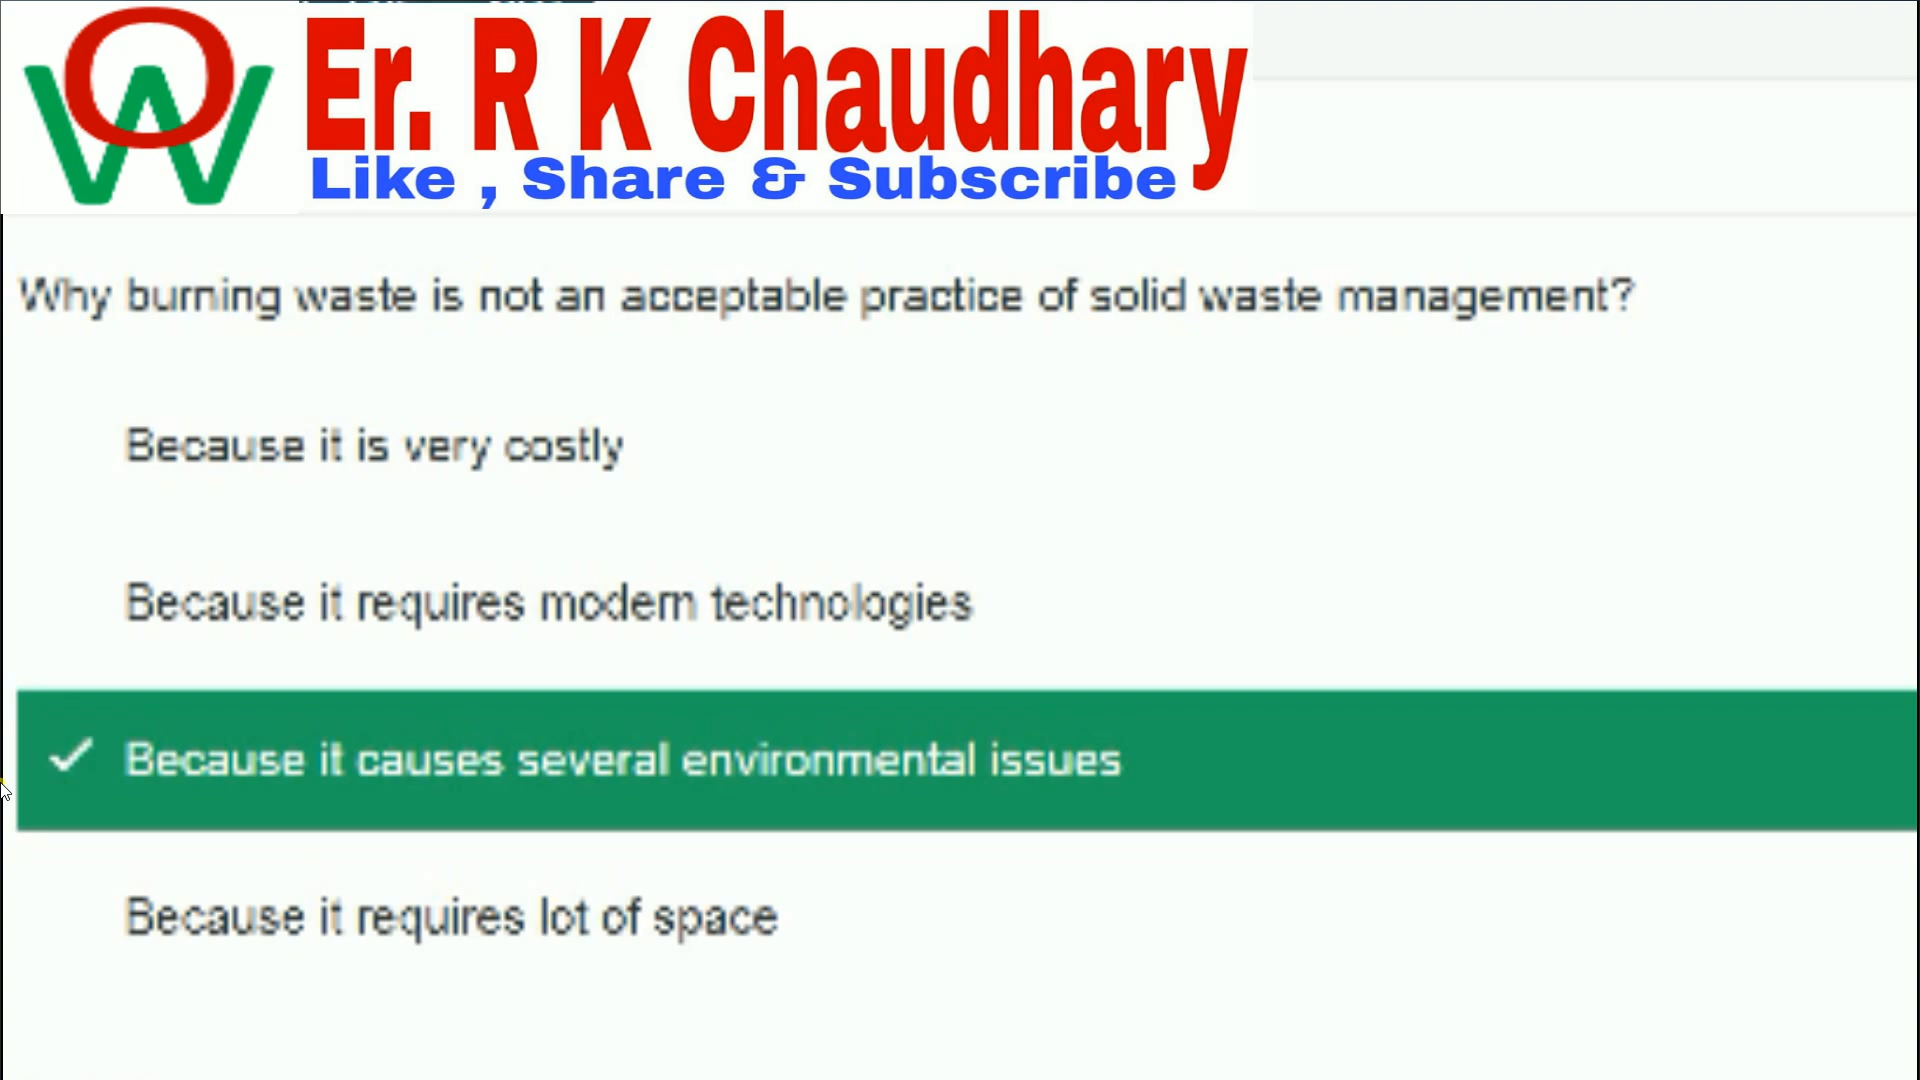 Er. R K Chaudhary
Like , Share & Subscribe
Why burning waste is not an acceptable practice of solid waste management?
Because it is very costly
Because it requires modern technologies
Because it causes several environmental issues
Because it requires lot of space